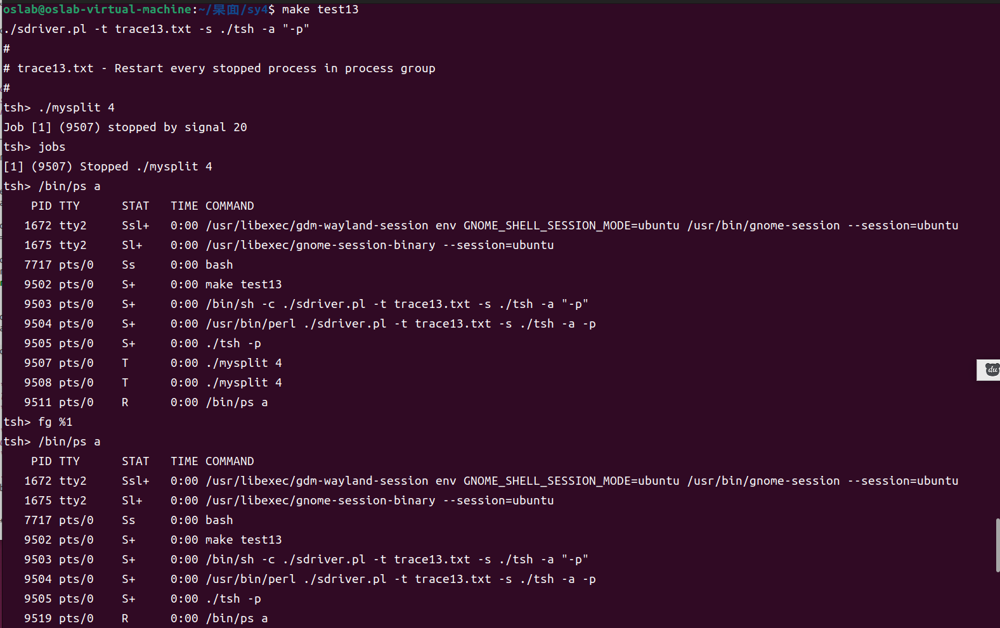 oslab@oslab-virtual-machine:~/桌面/sy4$ make test13
./sdriver.pl -t trace13.txt -s ./tsh -a "-p"
#
# trace13.txt - Restart every stopped process in process group
#
tsh> ./mysplit 4
Job [1] (9507) stopped by signal 20
tsh> jobs
[1] (9507) Stopped ./mysplit 4
tsh> /bin/ps a
    PID TTY      STAT   TIME COMMAND
   1672 tty2     Ssl+   0:00 /usr/libexec/gdm-wayland-session env GNOME_SHELL_SESSION_MODE=ubuntu /usr/bin/gnome-session --session=ubuntu
   1675 tty2     Sl+    0:00 /usr/libexec/gnome-session-binary --session=ubuntu
   7717 pts/0    Ss     0:00 bash
   9502 pts/0    S+     0:00 make test13
   9503 pts/0    S+     0:00 /bin/sh -c ./sdriver.pl -t trace13.txt -s ./tsh -a "-p"
   9504 pts/0    S+     0:00 /usr/bin/perl ./sdriver.pl -t trace13.txt -s ./tsh -a -p
   9505 pts/0    S+     0:00 ./tsh -p
   9507 pts/0    T      0:00 ./mysplit 4
   9508 pts/0    T      0:00 ./mysplit 4
   9511 pts/0    R      0:00 /bin/ps a
tsh> fg %1
tsh> /bin/ps a
    PID TTY      STAT   TIME COMMAND
   1672 tty2     Ssl+   0:00 /usr/libexec/gdm-wayland-session env GNOME_SHELL_SESSION_MODE=ubuntu /usr/bin/gnome-session --session=ubuntu
   1675 tty2     Sl+    0:00 /usr/libexec/gnome-session-binary --session=ubuntu
   7717 pts/0    Ss     0:00 bash
   9502 pts/0    S+     0:00 make test13
   9503 pts/0    S+     0:00 /bin/sh -c ./sdriver.pl -t trace13.txt -s ./tsh -a "-p"
   9504 pts/0    S+     0:00 /usr/bin/perl ./sdriver.pl -t trace13.txt -s ./tsh -a -p
   9505 pts/0    S+     0:00 ./tsh -p
   9519 pts/0    R      0:00 /bin/ps a
du